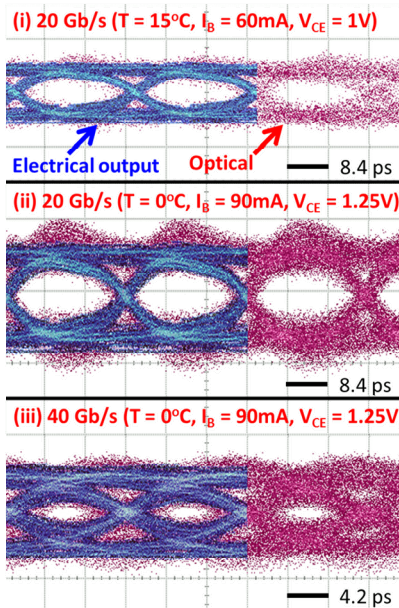 (i) 20 Gb/s (T = 15°C, I_B = 60mA, V_CE = 1V)
Electrical output
Optical
8.4 ps
(ii) 20 Gb/s (T = 0°C, I_B = 90mA, V_CE = 1.25V)
8.4 ps
(iii) 40 Gb/s (T = 0°C, I_B = 90mA, V_CE = 1.25V
4.2 ps